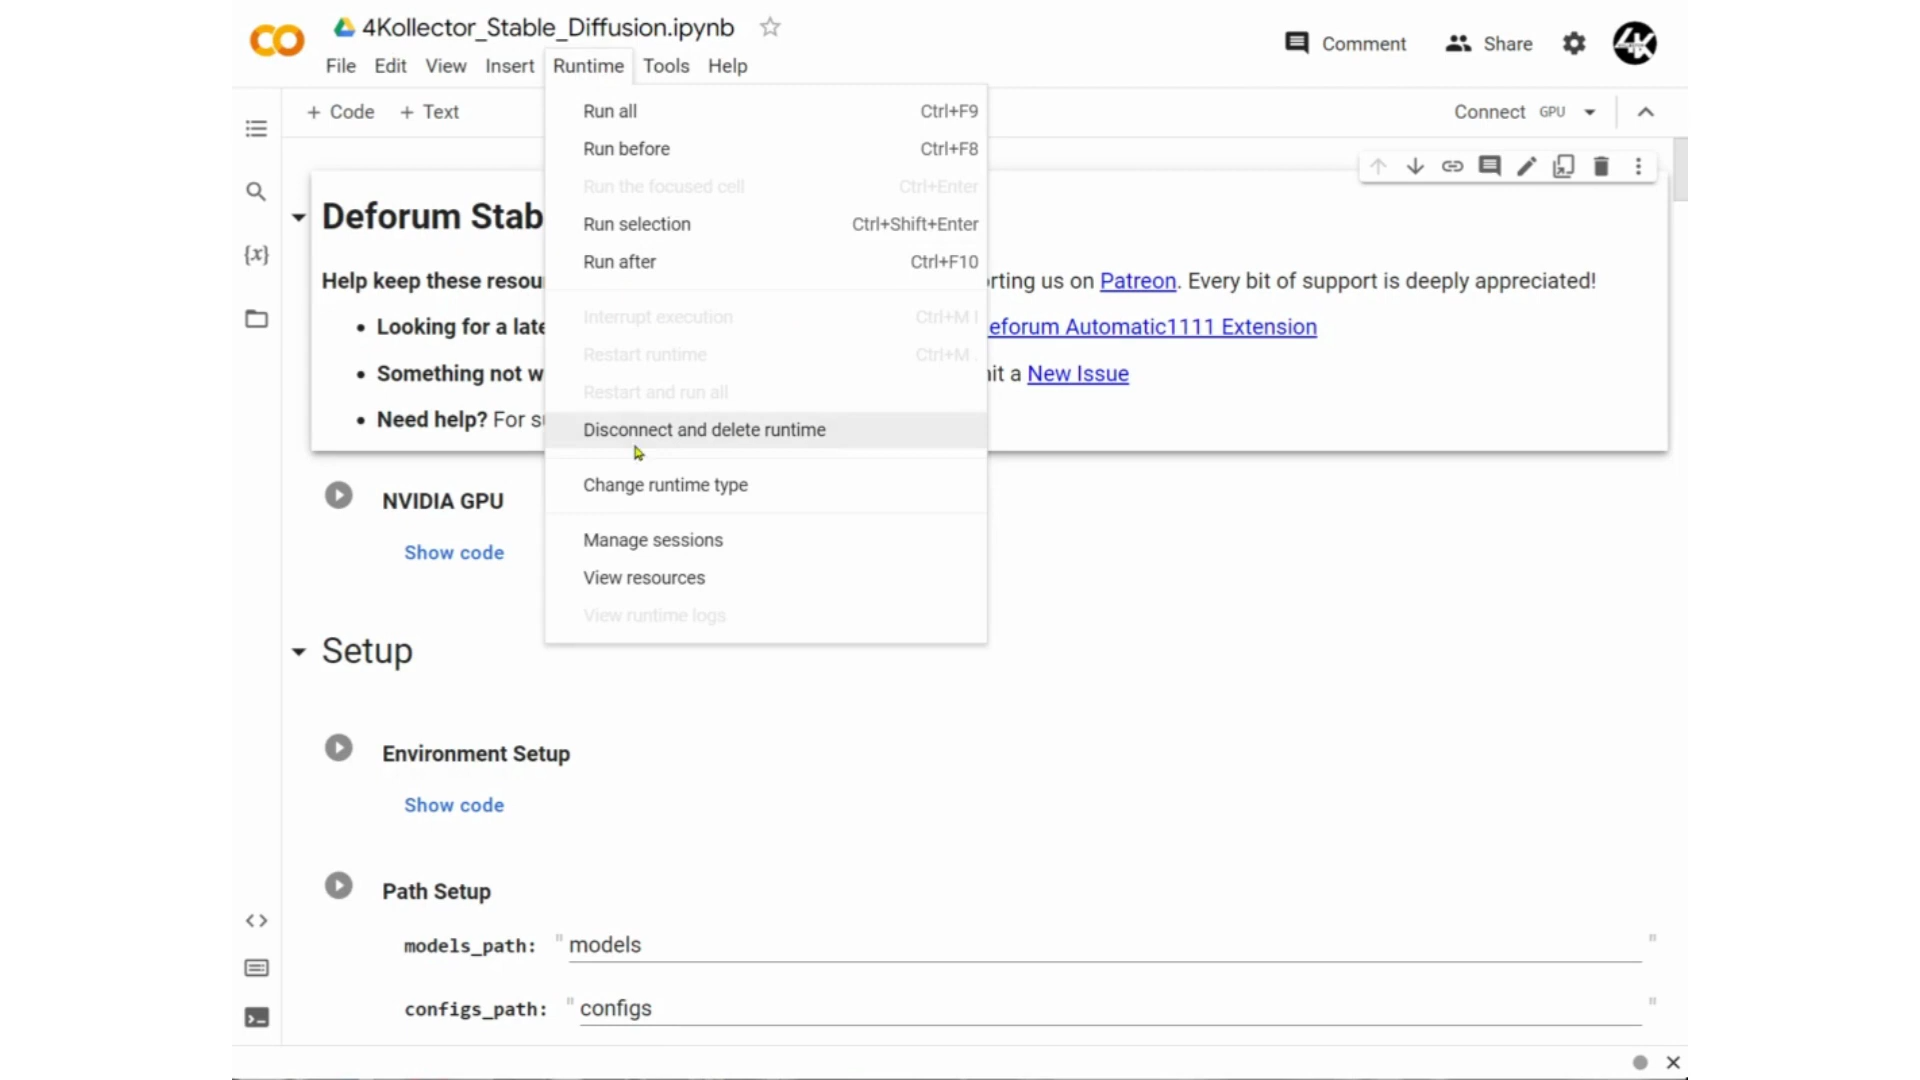 4Kollector_Stable_Diffusion.ipynb
Comment
Share
4K
File Edit View Insert Runtime Tools Help
+ Code + Text
Connect GPU
Run all Ctrl+F9
Run before Ctrl+F8
Run the focused cell Ctrl+Enter
Run selection Ctrl+Shift+Enter
Run after Ctrl+F10
Interrupt execution Ctrl+M I
Restart runtime Ctrl+M .
Restart and run all
Disconnect and delete runtime
Change runtime type
Manage sessions
View resources
View runtime logs
{x}
Deforum Stab
Help keep these resou rting us on Patreon. Every bit of support is deeply appreciated!
• Looking for a late eforum Automatic1111 Extension
• Something not w it a New Issue
• Need help? For s
NVIDIA GPU
Show code
Setup
Environment Setup
Show code
Path Setup
models_path: " models "
configs_path: " configs "